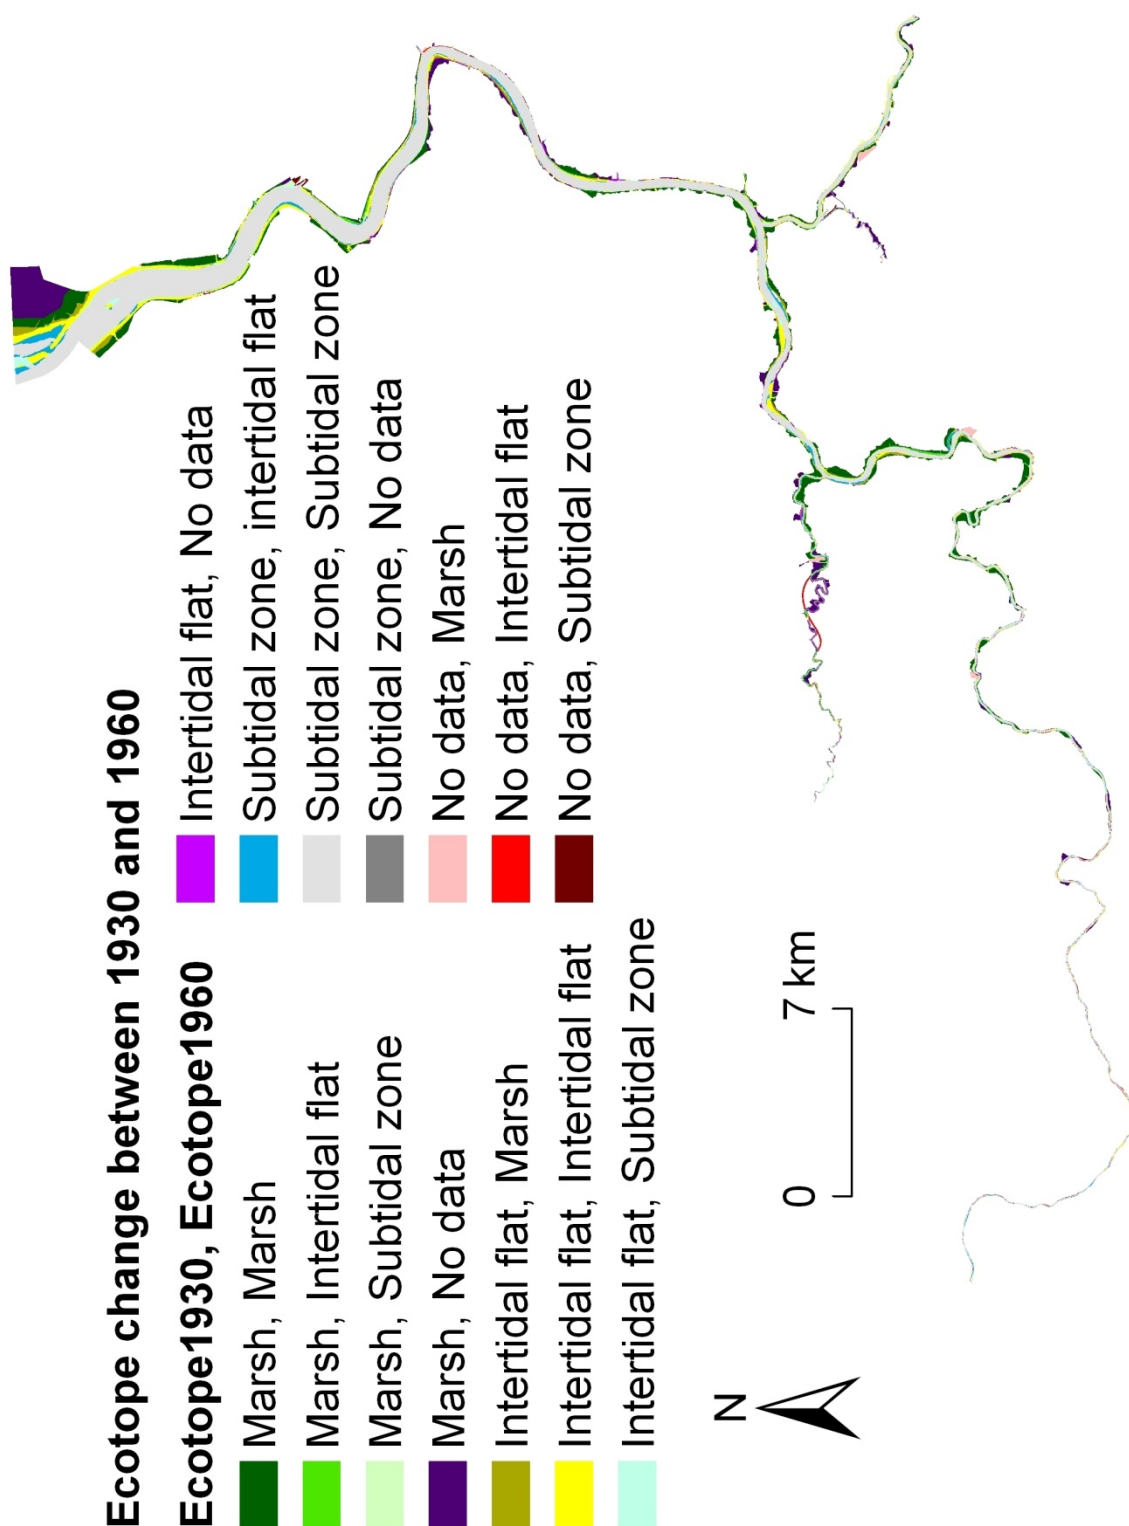 Ecotope change between 1930 and 1960
Ecotope1930, Ecotope1960
Marsh, Marsh
Marsh, Intertidal flat
Marsh, Subtidal zone
Marsh, No data
Intertidal flat, Marsh
Intertidal flat, Intertidal flat
Intertidal flat, Subtidal zone
Intertidal flat, No data
Subtidal zone, intertidal flat
Subtidal zone, Subtidal zone
Subtidal zone, No data
No data, Marsh
No data, Intertidal flat
No data, Subtidal zone
N
0 7 km